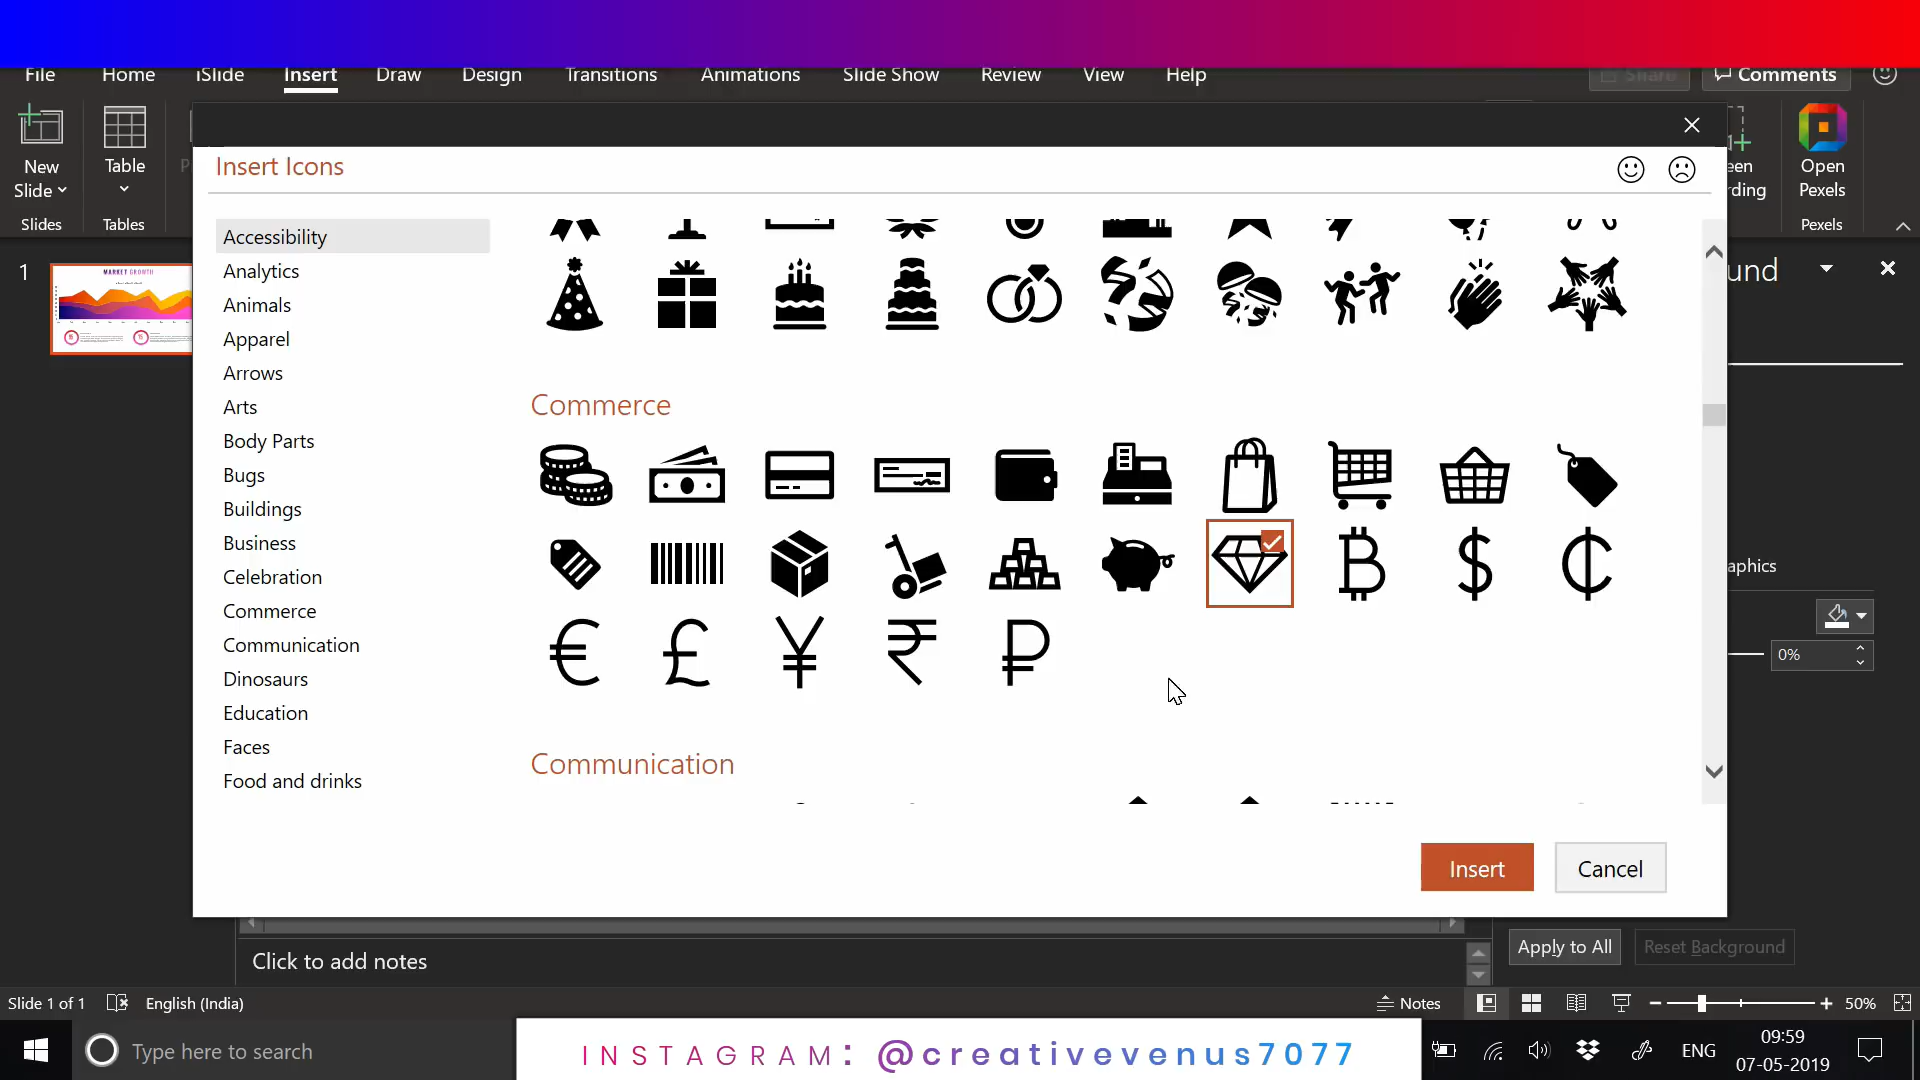 File Home iSlide Insert Draw Design Transitions Animations Slide Show Review View Help Share Comments
New Slide
Table
Open Pexels
Slides
Tables
Pexels
Insert Icons
1
MARKET GROWTH
Accessibility
Analytics
Animals
Apparel
Arrows
Arts
Body Parts
Bugs
Buildings
Business
Celebration
Commerce
Communication
Dinosaurs
Education
Faces
Food and drinks
Commerce
Communication
Insert
Cancel
0%
Click to add notes
Apply to All
Reset Background
Slide 1 of 1 English (India) Notes 50%
Type here to search
INSTAGRAM: @creativevenus7077
ENG
09:59
07-05-2019